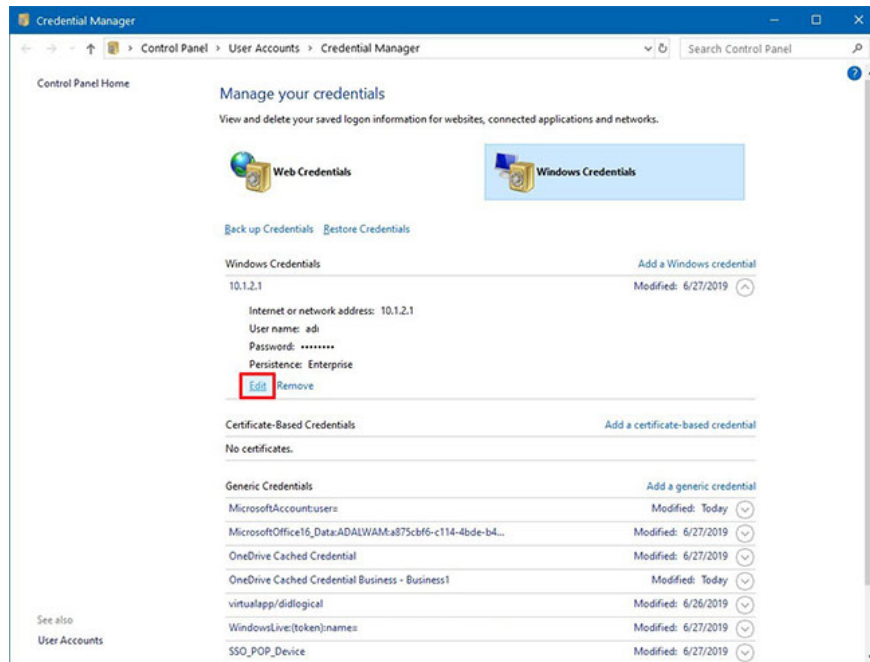 Credential Manager
Control Panel > User Accounts > Credential Manager
Search Control Panel
Control Panel Home
Manage your credentials
View and delete your saved logon information for websites, connected applications and networks.
Web Credentials
Windows Credentials
Back up Credentials Restore Credentials
Windows Credentials Add a Windows credential
10.1.2.1 Modified: 6/27/2019
Internet or network address: 10.1.2.1
User name: adı
Password: ••••••••
Persistence: Enterprise
Edit Remove
Certificate-Based Credentials Add a certificate-based credential
No certificates.
Generic Credentials Add a generic credential
MicrosoftAccount:user= Modified: Today
MicrosoftOffice16_Data:ADALWAM:a875cbf6-c114-4bde-b4... Modified: 6/27/2019
OneDrive Cached Credential Modified: 6/27/2019
OneDrive Cached Credential Business - Business1 Modified: Today
virtualapp/didlogical Modified: 6/26/2019
WindowsLive:(token):name= Modified: 6/27/2019
SSO_POP_Device Modified: 6/27/2019
See also
User Accounts